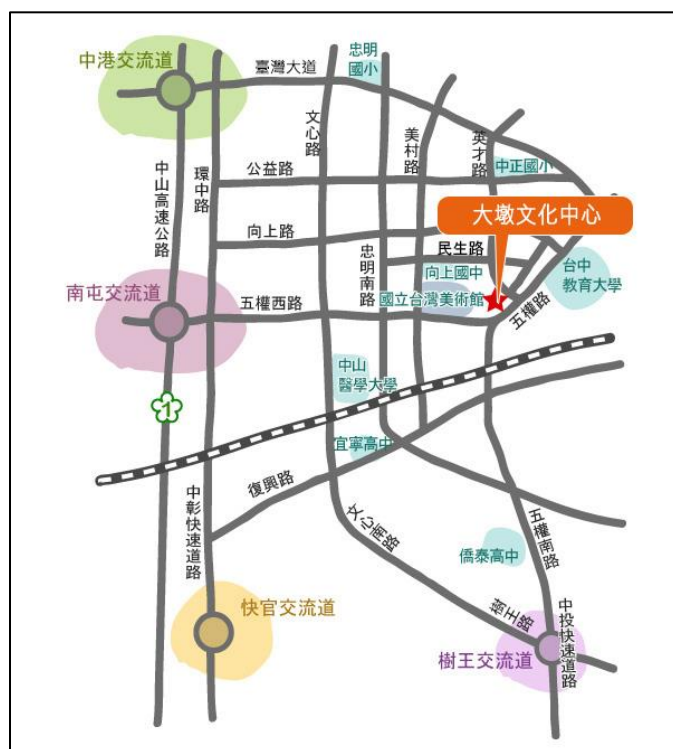 中港交流道
臺灣大道
忠明
國小
文心路
美村路
英才路
中正國小
中山高速公路
環中路
公益路
大墩文化中心
向上路
忠明南路
民生路
向上國中
台中
教育大學
南屯交流道
五權西路
國立台灣美術館
五權路
中山
醫學大學
1
宜寧高中
復興路
中彰快速道路
文心南路
五權南路
僑泰高中
快官交流道
樹王路
中投快速道路
樹王交流道